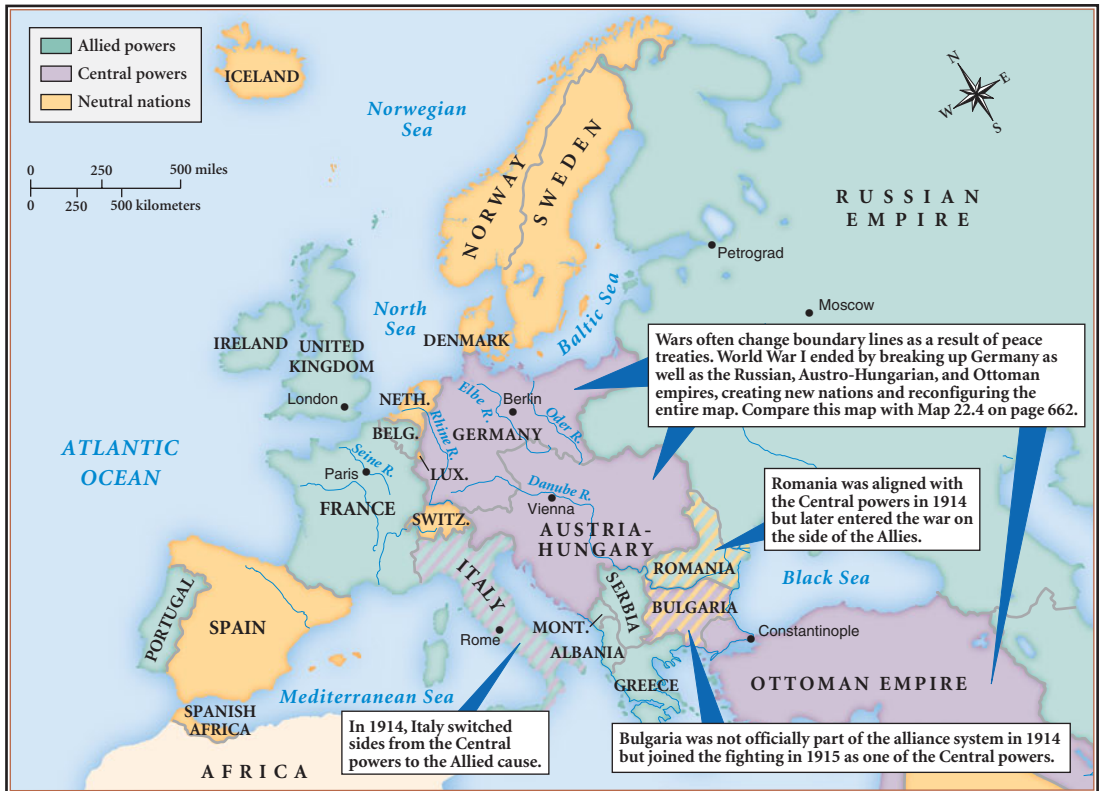 Allied powers
Central powers
Neutral nations
0 250 500 miles
0 250 500 kilometers
ICELAND
Norwegian
Sea
N
E
W
S
NORWAY
SWEDEN
RUSSIAN
EMPIRE
Petrograd
Moscow
North
Sea
Baltic Sea
DENMARK
IRELAND
UNITED
KINGDOM
London
NETH.
Elbe R.
Berlin
Oder R.
Rhine R.
BELG.
GERMANY
Wars often change boundary lines as a result of peace
treaties. World War I ended by breaking up Germany as
well as the Russian, Austro-Hungarian, and Ottoman
empires, creating new nations and reconfiguring the
entire map. Compare this map with Map 22.4 on page 662.
ATLANTIC
OCEAN
Seine R.
Paris
LUX.
FRANCE
Danube R.
Vienna
SWITZ.
AUSTRIA-
HUNGARY
Romania was aligned with
the Central powers in 1914
but later entered the war on
the side of the Allies.
ROMANIA
Black Sea
ITALY
SERBIA
BULGARIA
PORTUGAL
SPAIN
Rome
MONT.
ALBANIA
Constantinople
GREECE
OTTOMAN EMPIRE
Mediterranean Sea
SPANISH
AFRICA
AFRICA
In 1914, Italy switched
sides from the Central
powers to the Allied cause.
Bulgaria was not officially part of the alliance system in 1914
but joined the fighting in 1915 as one of the Central powers.